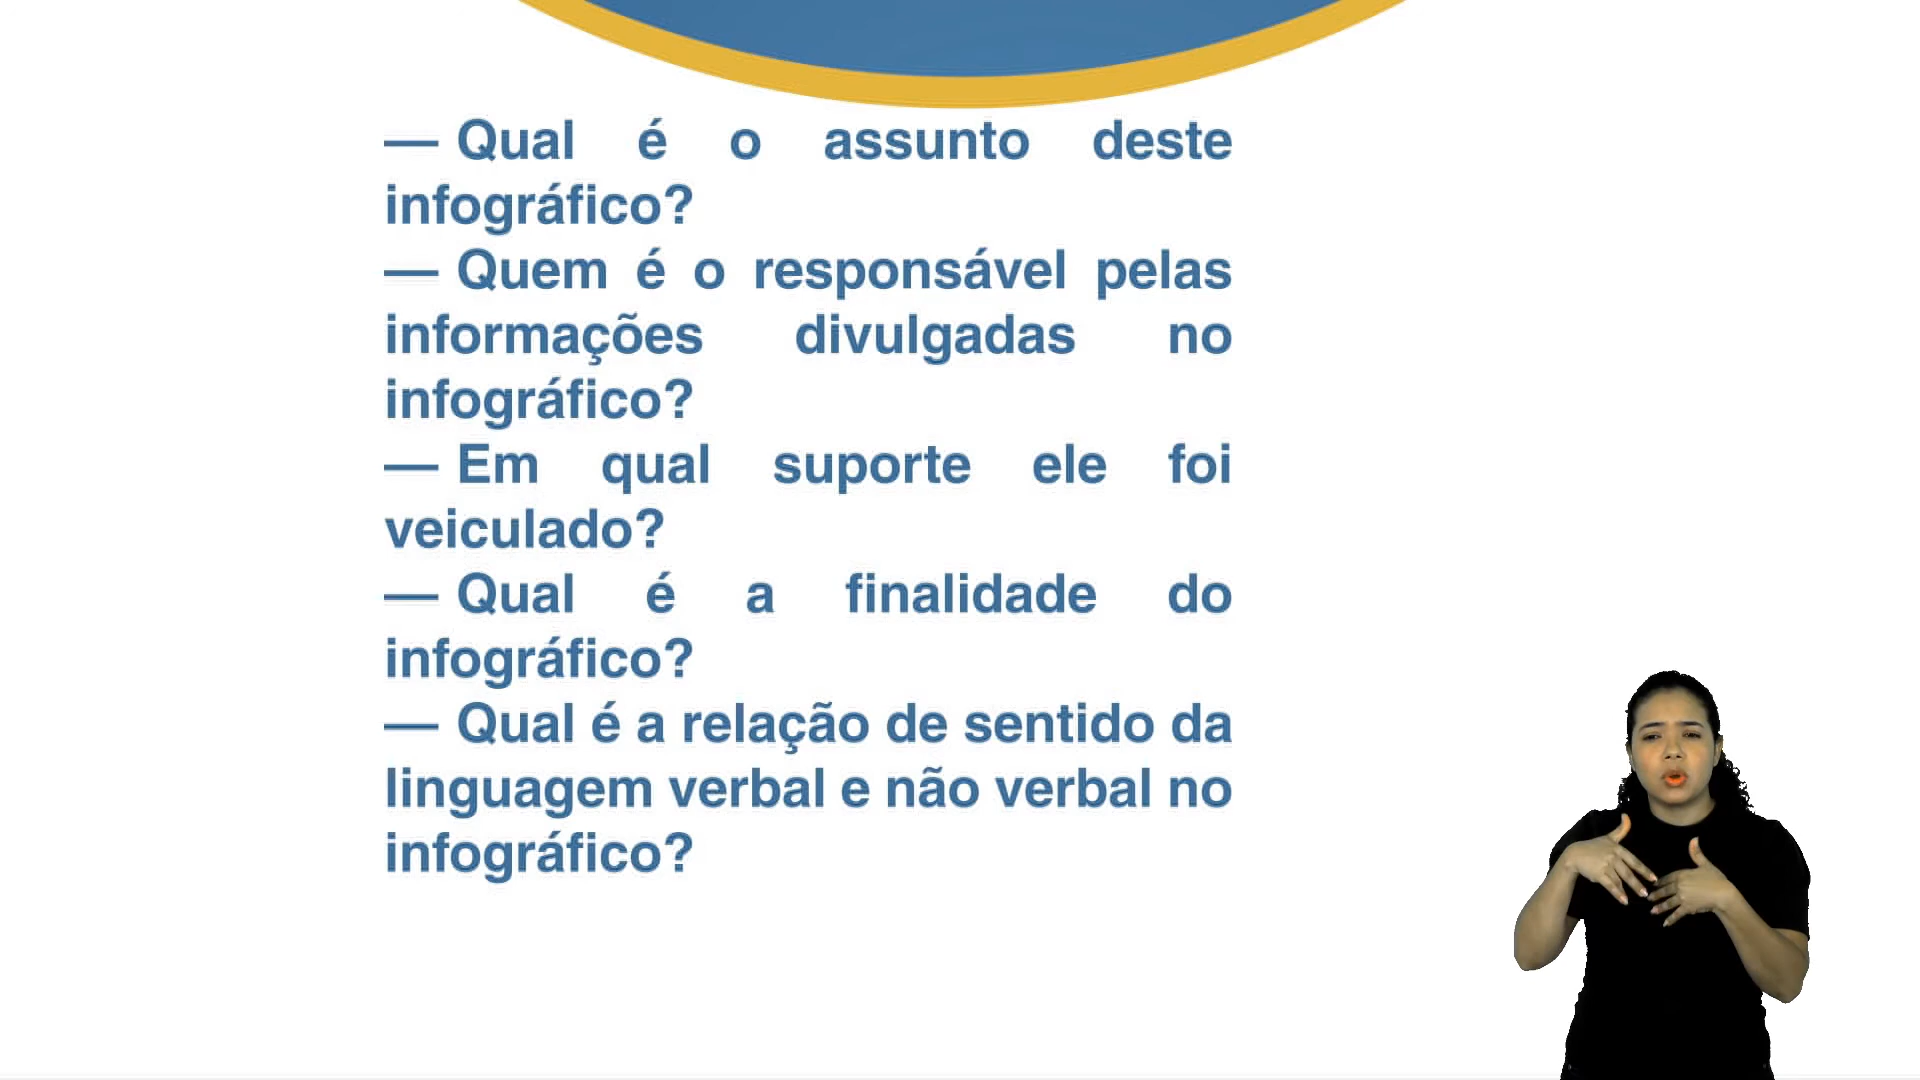 — Qual é o assunto deste
infográfico?
— Quem é o responsável pelas
informações divulgadas no
infográfico?
— Em qual suporte ele foi
veiculado?
— Qual é a finalidade do
infográfico?
— Qual é a relação de sentido da
linguagem verbal e não verbal no
infográfico?